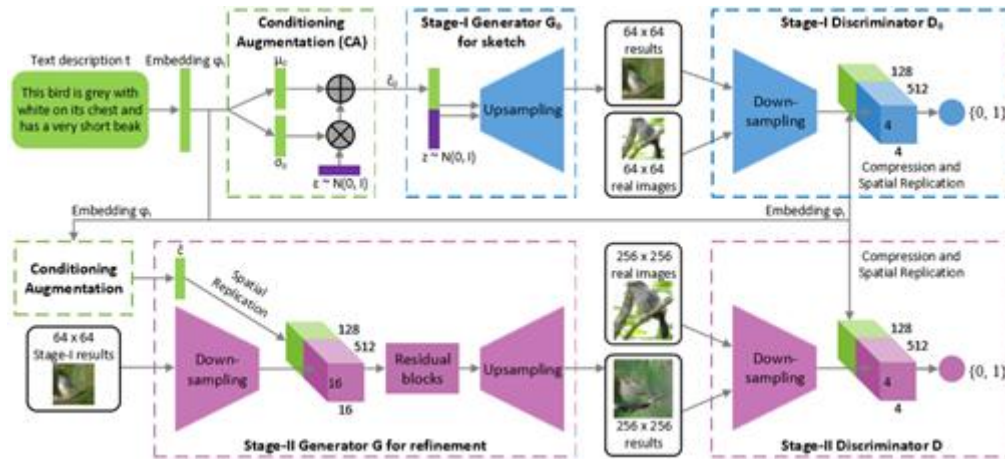 Conditioning
Augmentation (CA)
Stage-I Generator G₀
for sketch
64 x 64
results
Stage-I Discriminator D₀
Text description t
Embedding φₜ
μ₀
ĉ₀
128
512
This bird is grey with
white on its chest and
has a very short beak
Upsampling
Down-
sampling
{0, 1}
4
4
σ₀
z ~ N(0, I)
ε ~ N(0, I)
64 x 64
real images
Compression and
Spatial Replication
Embedding φₜ
Embedding φₜ
Conditioning
Augmentation
ĉ
Spatial
Replication
256 x 256
real images
Compression and
Spatial Replication
64 x 64
Stage-I results
128
512
Down-
sampling
16
16
Residual
blocks
Upsampling
Down-
sampling
128
512
4
4
{0, 1}
256 x 256
results
Stage-II Generator G for refinement
Stage-II Discriminator D